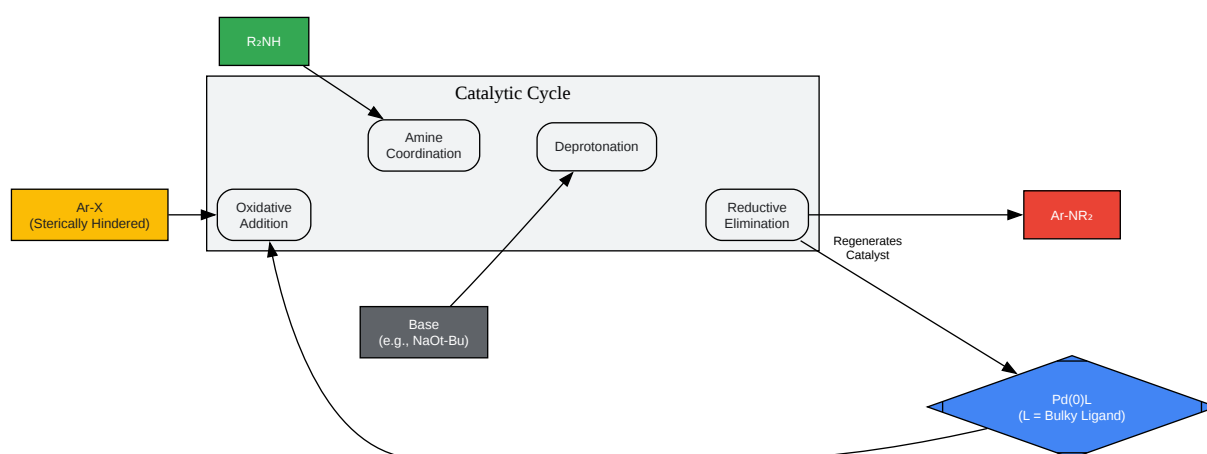 R₂NH
Catalytic Cycle
Amine
Coordination
Deprotonation
Ar-X
(Sterically Hindered)
Oxidative
Addition
Reductive
Elimination
Ar-NR₂
Regenerates
Catalyst
Base
(e.g., NaOt-Bu)
Pd(0)L
(L = Bulky Ligand)